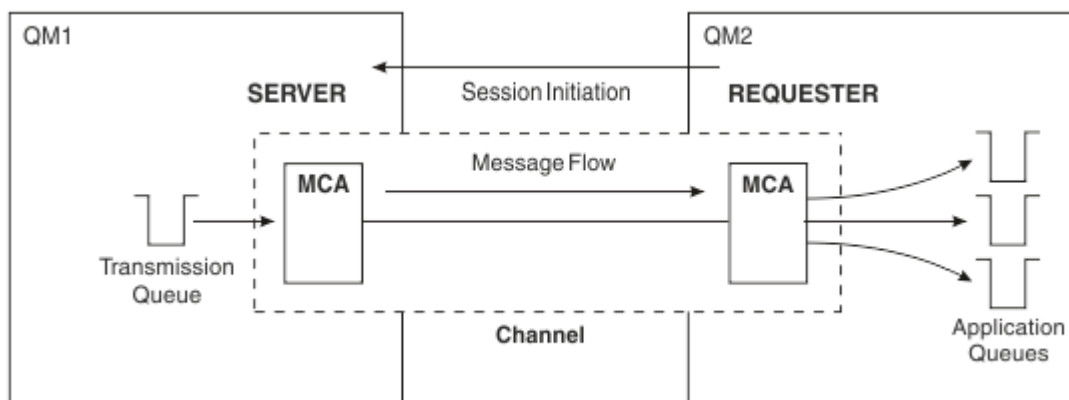 QM1
QM2
Session Initiation
SERVER
REQUESTER
Message Flow
MCA
MCA
Transmission
Queue
Channel
Application
Queues